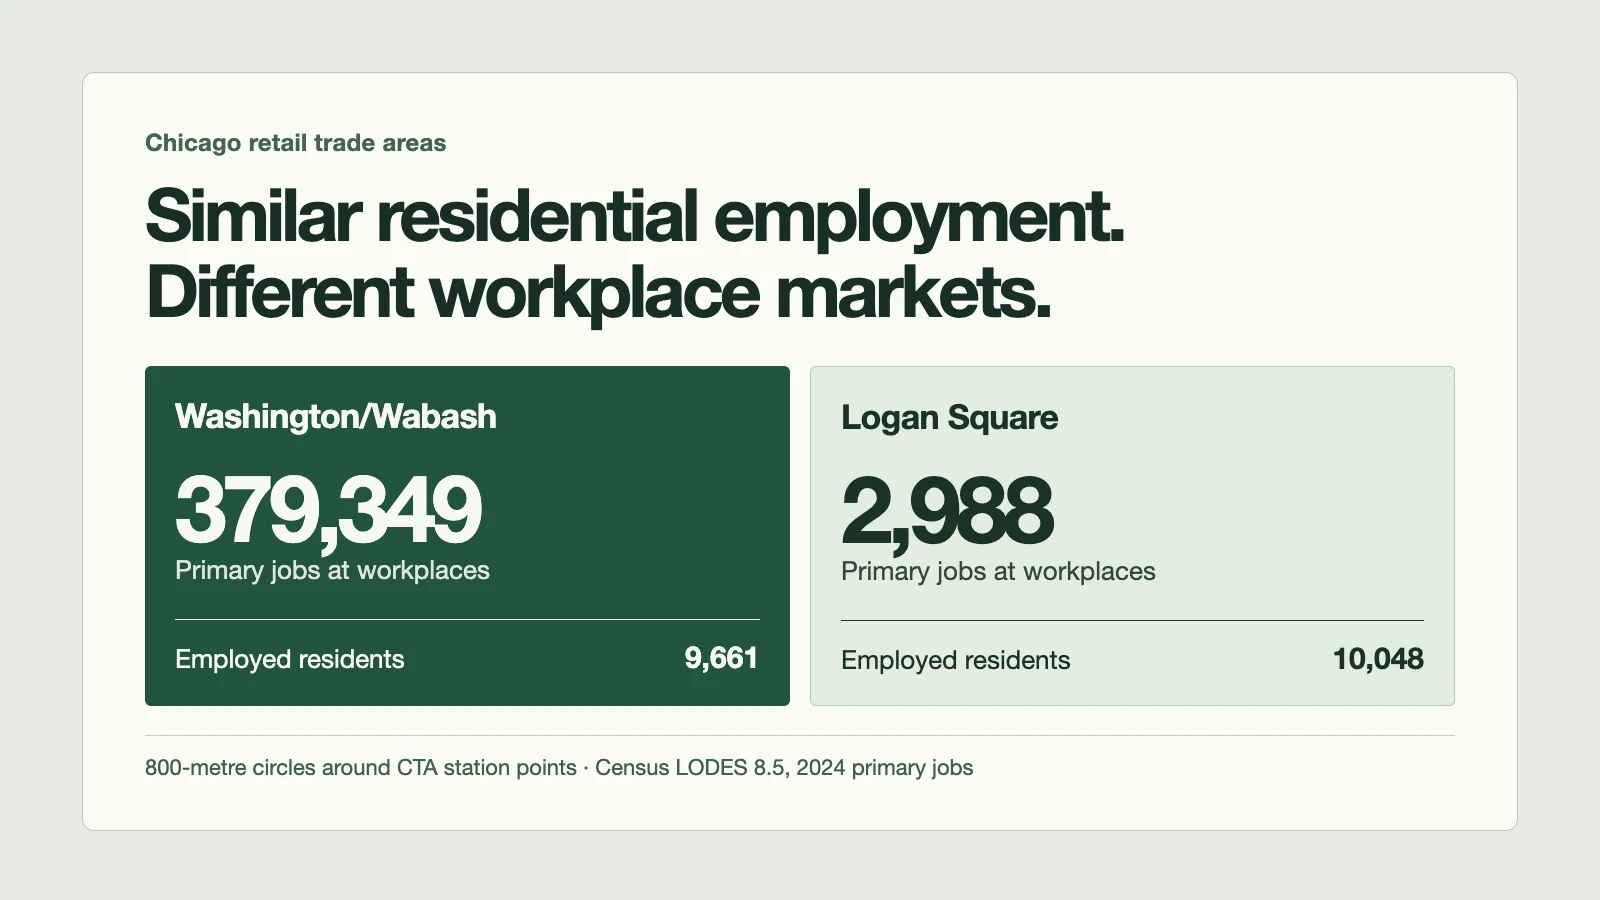 Chicago retail trade areas
Similar residential employment.
Different workplace markets.
Washington/Wabash
379,349
Primary jobs at workplaces
Employed residents 9,661
Logan Square
2,988
Primary jobs at workplaces
Employed residents 10,048
800-metre circles around CTA station points · Census LODES 8.5, 2024 primary jobs